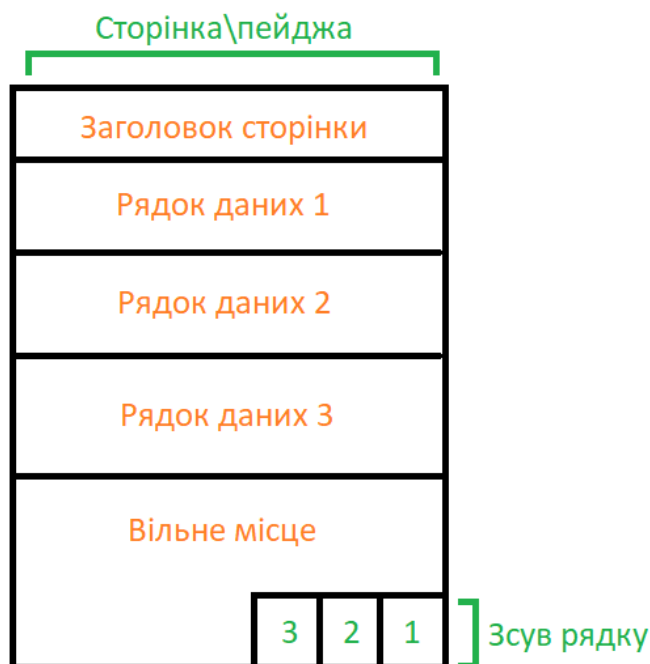 Сторінка\пейджа
Заголовок сторінки
Рядок даних 1
Рядок даних 2
Рядок даних 3
Вільне місце
3 2 1 Зсув рядку